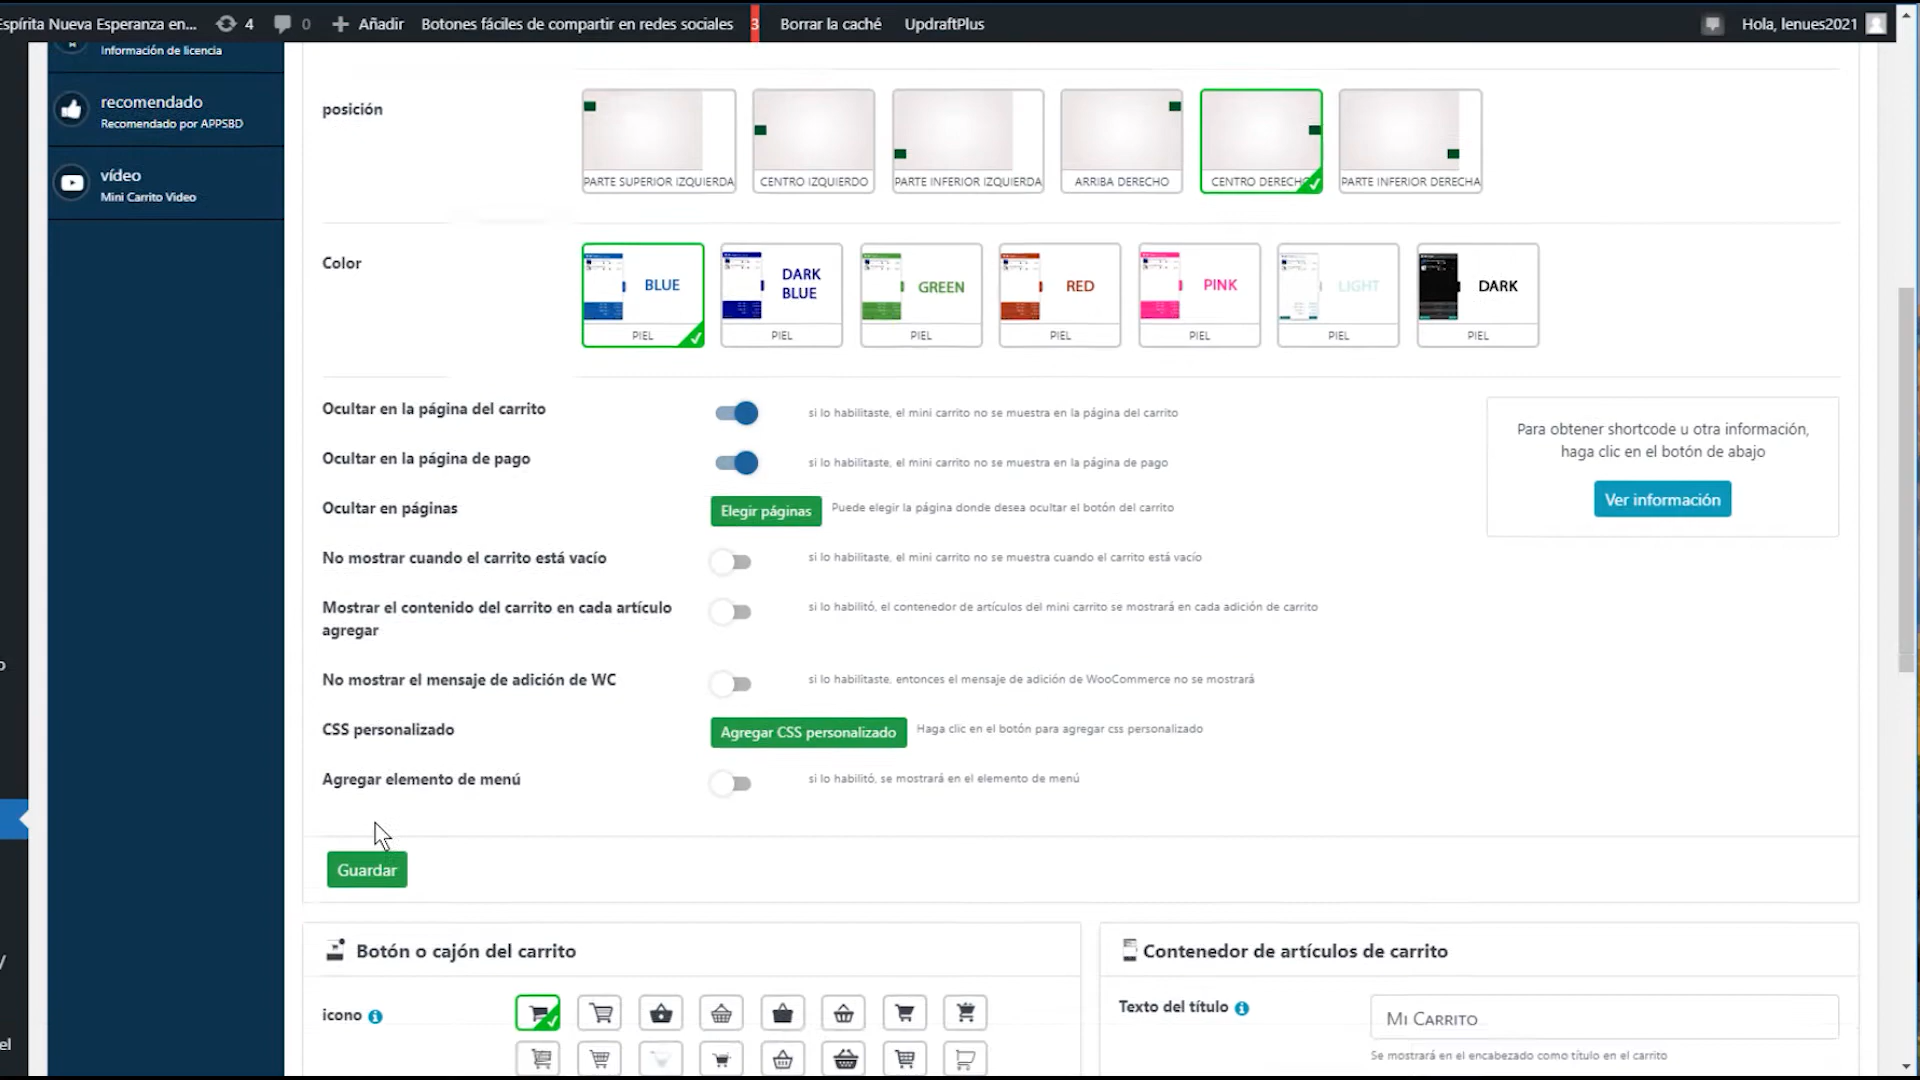 Espírita Nueva Esperanza en...
4
0
Añadir
Botones fáciles de compartir en redes sociales
3
Borrar la caché
UpdraftPlus
Hola, lenues2021
Información de licencia
recomendado
Recomendado por APPSBD
vídeo
Mini Carrito Video
posición
PARTE SUPERIOR IZQUIERDA
CENTRO IZQUIERDO
PARTE INFERIOR IZQUIERDA
ARRIBA DERECHO
CENTRO DERECHO
PARTE INFERIOR DERECHA
Color
BLUE
PIEL
DARK
BLUE
PIEL
GREEN
PIEL
RED
PIEL
PINK
PIEL
LIGHT
PIEL
DARK
PIEL
Ocultar en la página del carrito
si lo habilitaste, el mini carrito no se muestra en la página del carrito
Ocultar en la página de pago
si lo habilitaste, el mini carrito no se muestra en la página de pago
Ocultar en páginas
Elegir páginas
Puede elegir la página donde desea ocultar el botón del carrito
No mostrar cuando el carrito está vacío
si lo habilitaste, el mini carrito no se muestra cuando el carrito está vacío
Mostrar el contenido del carrito en cada artículo
agregar
si lo habilitó, el contenedor de artículos del mini carrito se mostrará en cada adición de carrito
No mostrar el mensaje de adición de WC
si lo habilitaste, entonces el mensaje de adición de WooCommerce no se mostrará
CSS personalizado
Agregar CSS personalizado
Haga clic en el botón para agregar css personalizado
Agregar elemento de menú
si lo habilitó, se mostrará en el elemento de menú
Para obtener shortcode u otra información,
haga clic en el botón de abajo
Ver información
Guardar
Botón o cajón del carrito
icono
Contenedor de artículos de carrito
Texto del título
Mi Carrito
Se mostrará en el encabezado como título en el carrito
el